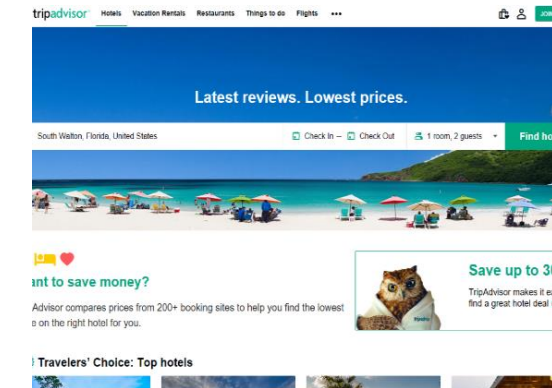 tripadvisor Hotels Vacation Rentals Restaurants Things to do Flights ••• JOIN
Latest reviews. Lowest prices.
South Walton, Florida, United States Check In – Check Out 1 room, 2 guests Find ho
ant to save money?
Advisor compares prices from 200+ booking sites to help you find the lowest
e on the right hotel for you.
Save up to 3
TripAdvisor makes it ea
find a great hotel deal
Travelers' Choice: Top hotels